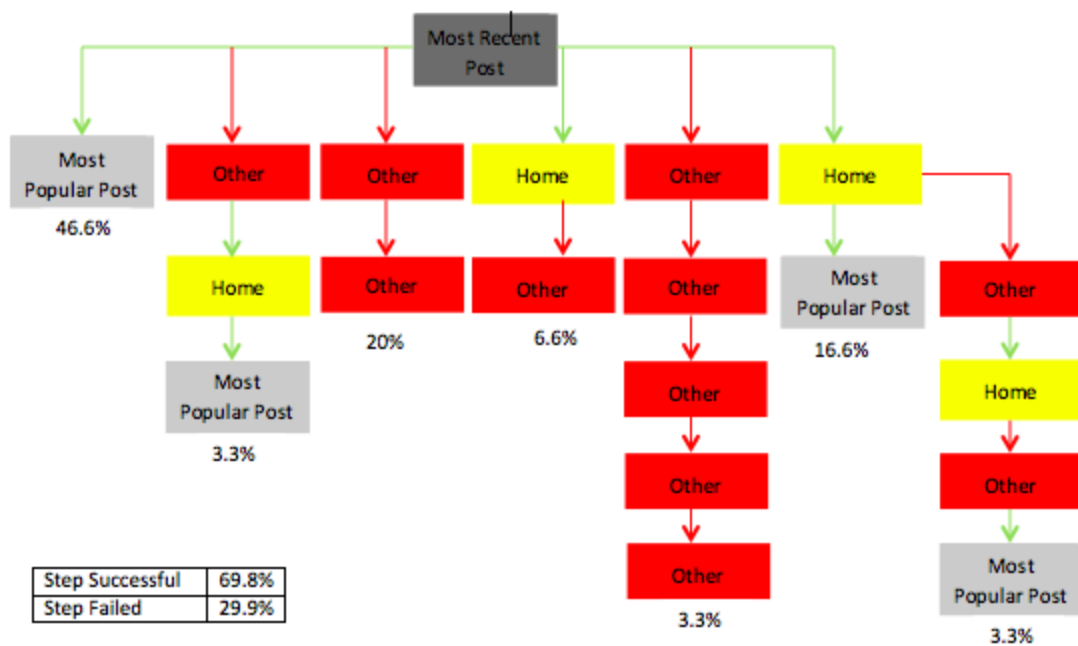 Most Recent
Post
Most
Popular Post
46.6%
Other
Home
Most
Popular Post
3.3%
Other
Other
20%
Home
Other
6.6%
Other
Other
Other
Other
Other
3.3%
Home
Most
Popular Post
16.6%
Other
Home
Other
Most
Popular Post
3.3%
Step Successful 69.8%
Step Failed 29.9%